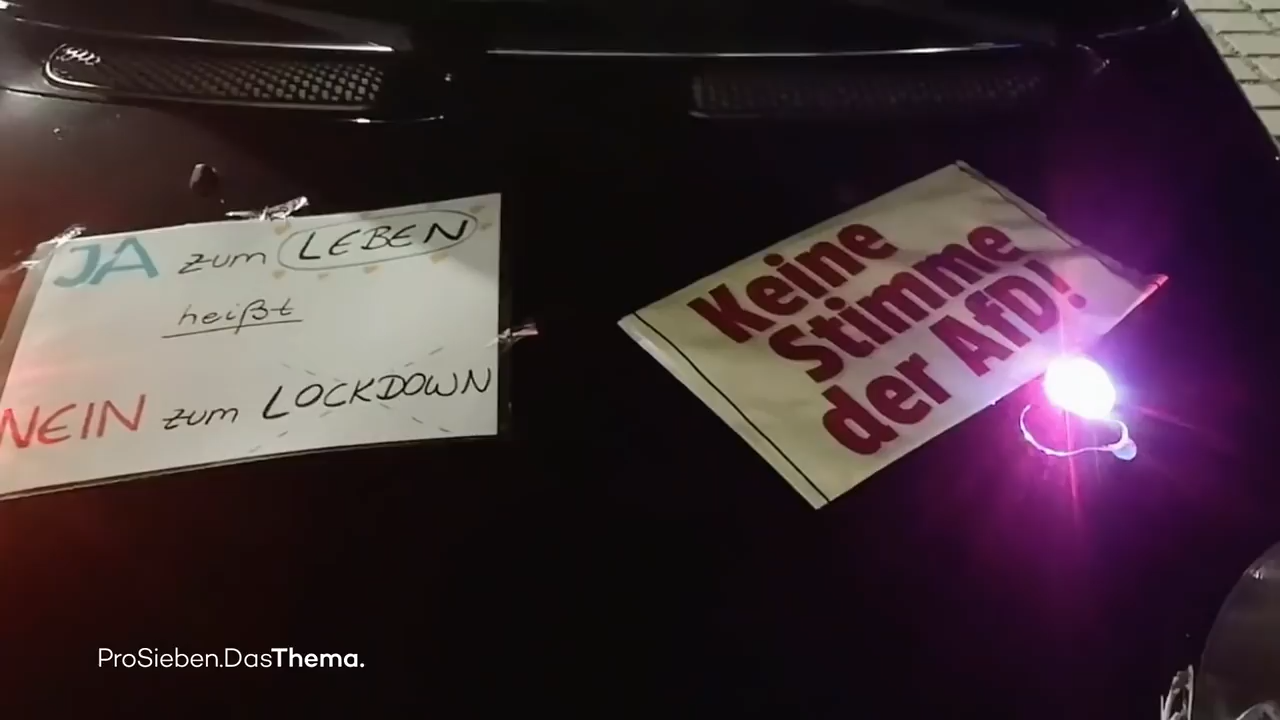 JA zum LEBEN
heißt
NEIN zum LOCKDOWN
Keine
Stimme
der AfD!
ProSieben.DasThema.